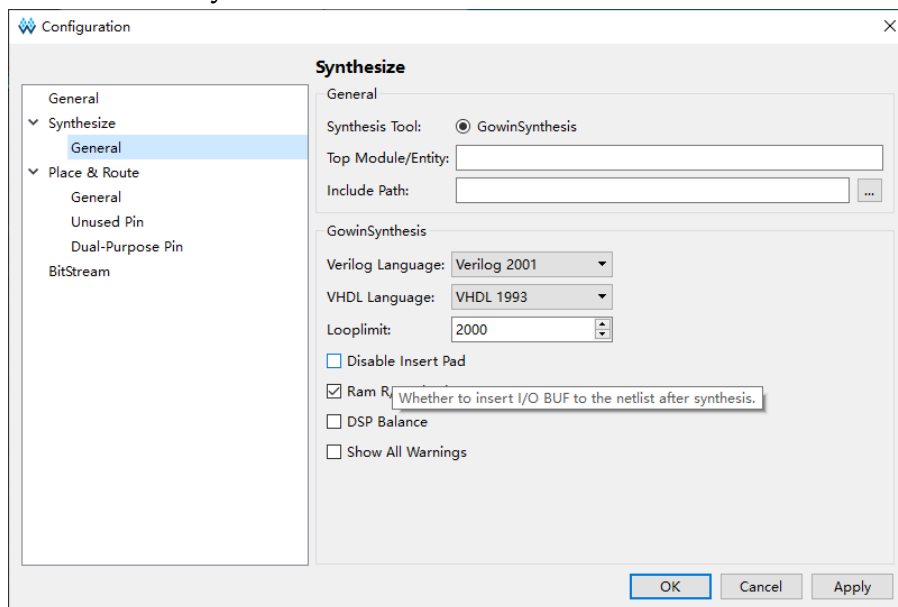 Configuration
Synthesize
General
Synthesize
General
Place & Route
General
Unused Pin
Dual-Purpose Pin
BitStream
General
Synthesis Tool: GowinSynthesis
Top Module/Entity:
Include Path: ...
GowinSynthesis
Verilog Language: Verilog 2001
VHDL Language: VHDL 1993
Looplimit: 2000
Disable Insert Pad
Ram R/
Whether to insert I/O BUF to the netlist after synthesis.
DSP Balance
Show All Warnings
OK Cancel Apply